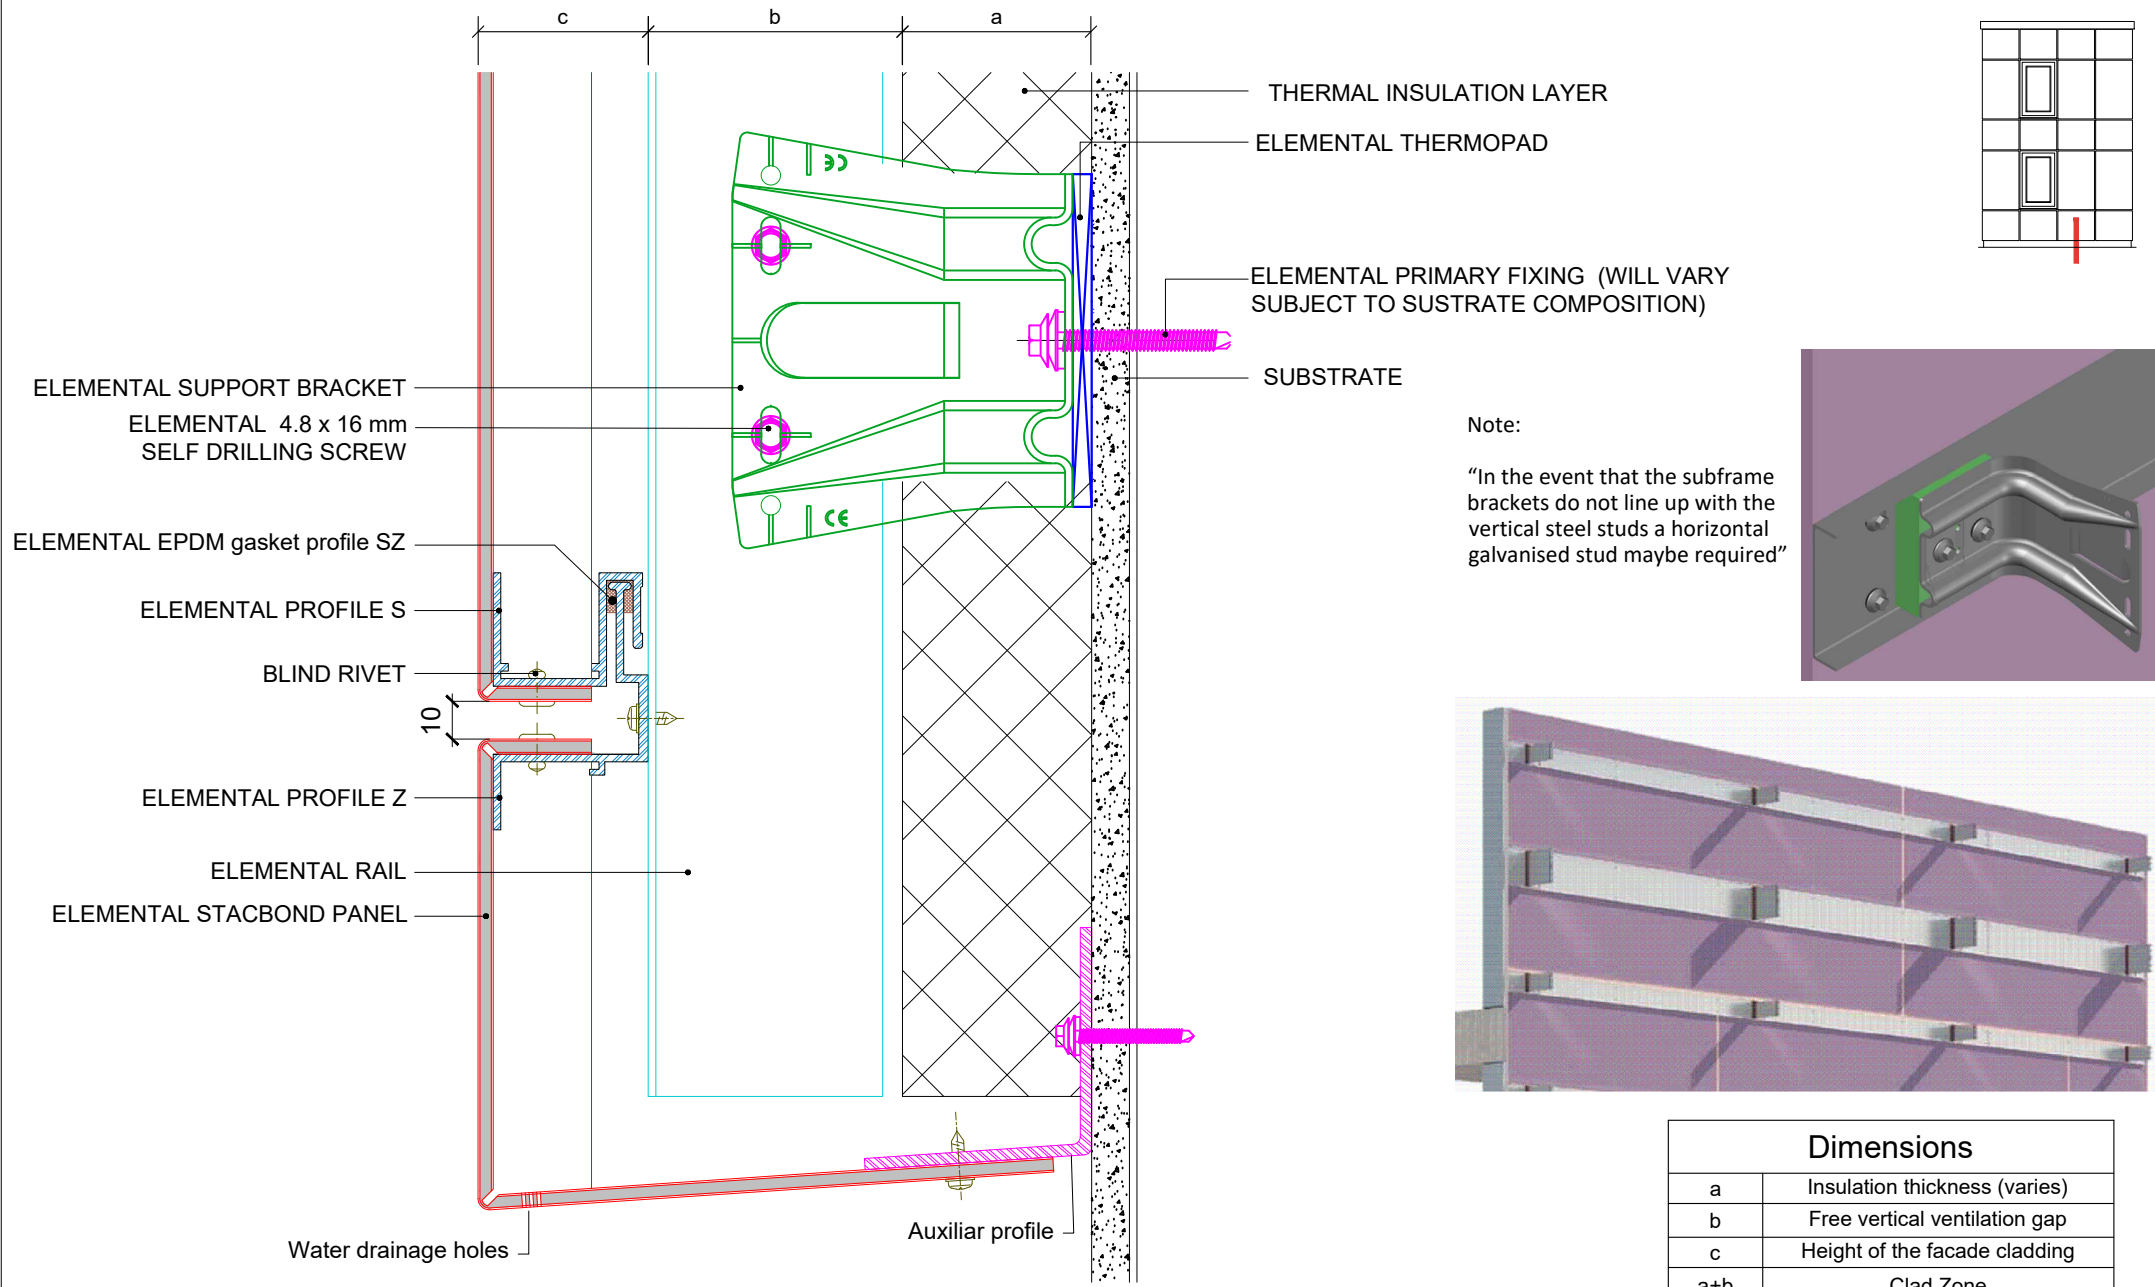 c
b
a
THERMAL INSULATION LAYER
ELEMENTAL THERMOPAD
ELEMENTAL PRIMARY FIXING  (WILL VARY
SUBJECT TO SUSTRATE COMPOSITION)
SUBSTRATE
ELEMENTAL SUPPORT BRACKET
ELEMENTAL  4.8 x 16 mm
SELF DRILLING SCREW
ELEMENTAL EPDM gasket profile SZ
ELEMENTAL PROFILE S
BLIND RIVET
10
ELEMENTAL PROFILE Z
ELEMENTAL RAIL
ELEMENTAL STACBOND PANEL
Water drainage holes
Auxiliar profile
CE
CE
Note:
“In the event that the subframe
brackets do not line up with the
vertical steel studs a horizontal
galvanised stud maybe required”
Dimensions
a Insulation thickness (varies)
b Free vertical ventilation gap
c Height of the facade cladding
a+b Clad Zone